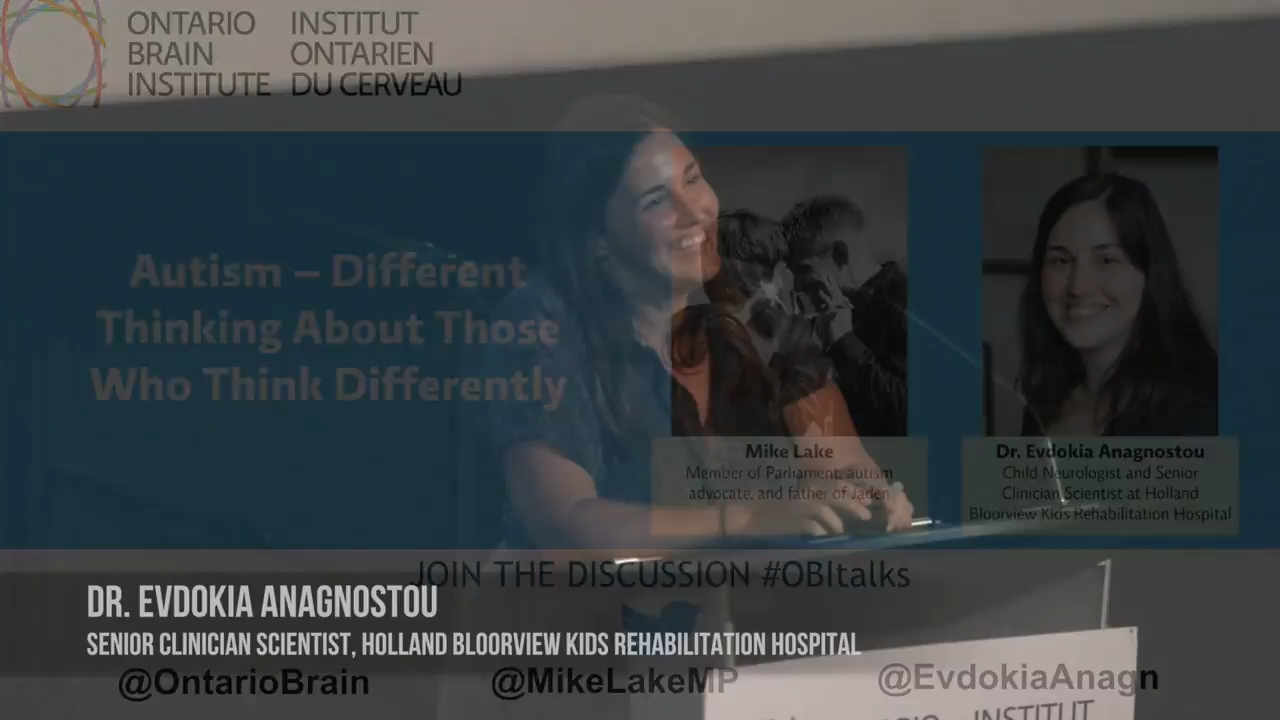 ONTARIO
BRAIN
INSTITUTE
INSTITUT
ONTARIEN
DU CERVEAU
Autism – Different
Thinking About Those
Who Think Differently
Mike Lake
Member of Parliament, autism
advocate, and father of Jaden
Dr. Evdokia Anagnostou
Child Neurologist and Senior
Clinician Scientist at Holland
Bloorview Kids Rehabilitation Hospital
JOIN THE DISCUSSION #OBItalks
DR. EVDOKIA ANAGNOSTOU
SENIOR CLINICIAN SCIENTIST, HOLLAND BLOORVIEW KIDS REHABILITATION HOSPITAL
@OntarioBrain
@MikeLakeMP
@EvdokiaAnagn
INSTITUT